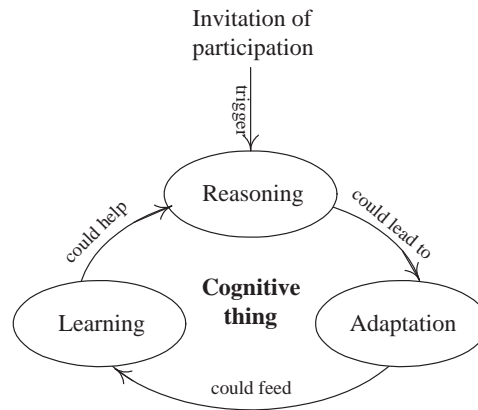 Invitation of
participation
trigger
Reasoning
could help
could lead to
Cognitive
thing
Learning
Adaptation
could feed